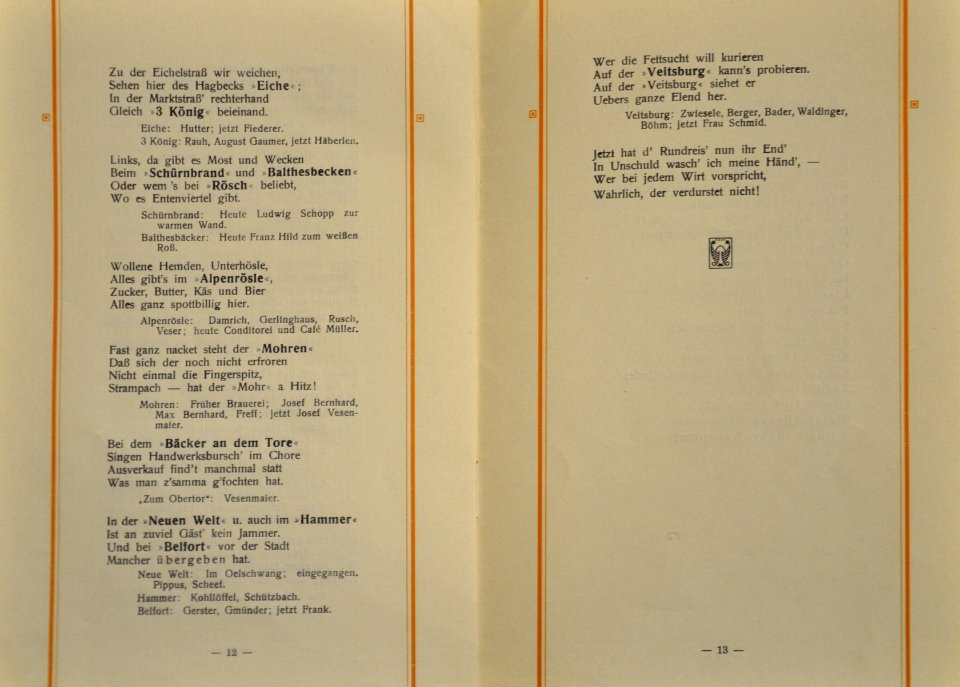 Zu der Eichelstraß wir weichen,
Sehen hier des Hagbecks »Eiche«;
In der Marktstraß' rechterhand
Gleich »3 König« beieinand.
Eiche: Hutter; jetzt Fiederer.
3 König: Rauh, August Gaumer, jetzt Häberlen.
Links, da gibt es Most und Wecken
Beim »Schürnbrand« und »Balthesbecken«
Oder wem 's bei »Rösch« beliebt,
Wo es Entenviertel gibt.
Schürnbrand: Heute Ludwig Schopp zur
warmen Wand.
Balthesbäcker: Heute Franz Hild zum weißen
Roß.
Wollene Hemden, Unterhösle,
Alles gibt's im »Alpenrösle«,
Zucker, Butter, Käs und Bier
Alles ganz spottbillig hier.
Alpenrösle: Damrich, Gerlinghaus, Rusch,
Veser; heute Conditorei und Café Müller.
Fast ganz nacket steht der »Mohren«
Daß sich der noch nicht erfroren
Nicht einmal die Fingerspitz,
Strampach — hat der »Mohr« a Hitz!
Mohren: Früher Brauerei; Josef Bernhard,
Max Bernhard, Freff; jetzt Josef Vesen-
maier.
Bei dem »Bäcker an dem Tore«
Singen Handwerksbursch' im Chore
Ausverkauf find't manchmal statt
Was man z'samma g'fochten hat.
„Zum Obertor": Vesenmaier.
In der »Neuen Welt« u. auch im »Hammer«
Ist an zuviel Gäst' kein Jammer.
Und bei »Belfort« vor der Stadt
Mancher übergeben hat.
Neue Welt: Im Oelschwang; eingegangen.
Pippus, Scheef.
Hammer: Kohllöffel, Schützbach.
Belfort: Gerster, Gmünder; jetzt Frank.
— 12 —
Wer die Fettsucht will kurieren
Auf der »Veitsburg« kann's probieren.
Auf der »Veitsburg« siehet er
Uebers ganze Elend her.
Veitsburg: Zwiesele, Berger, Bader, Waldinger,
Böhm; jetzt Frau Schmid.
Jetzt hat d' Rundreis' nun ihr End'
In Unschuld wasch' ich meine Händ', —
Wer bei jedem Wirt vorspricht,
Wahrlich, der verdurstet nicht!
— 13 —